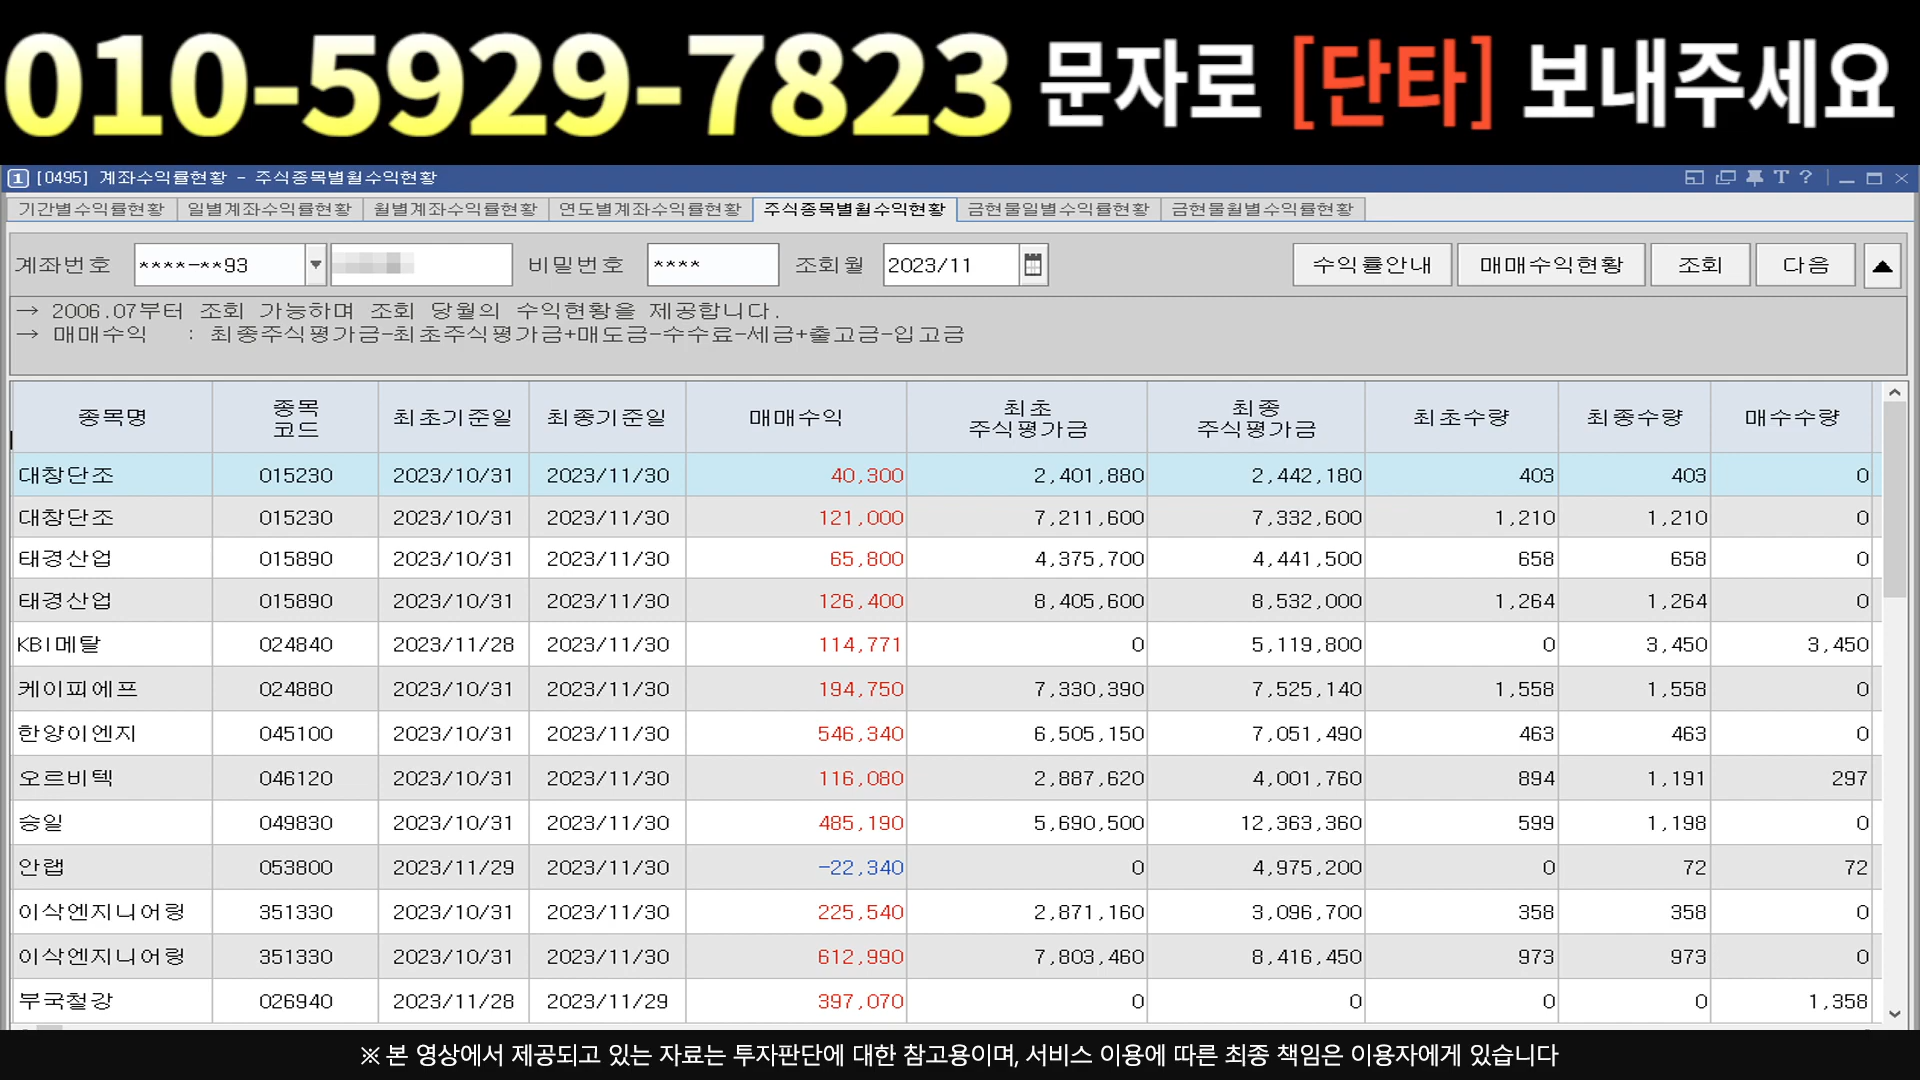 010-5929-7823 문자로 [단타] 보내주세요
1 [0495] 계좌수익률현황 - 주식종목별월수익현황
기간별수익률현황 일별계좌수익률현황 월별계좌수익률현황 연도별계좌수익률현황 주식종목별월수익현황 금현물일별수익률현황 금현물월별수익률현황
계좌번호 ****-**93 비밀번호 **** 조회월 2023/11 수익률안내 매매수익현황 조회 다음
→ 2006.07부터 조회 가능하며 조회 당월의 수익현황을 제공합니다.
→ 매매수익 : 최종주식평가금-최초주식평가금+매도금-수수료-세금+출고금-입고금
종목명 종목코드 최초기준일 최종기준일 매매수익 최초주식평가금 최종주식평가금 최초수량 최종수량 매수수량
대창단조 015230 2023/10/31 2023/11/30 40,300 2,401,880 2,442,180 403 403 0
대창단조 015230 2023/10/31 2023/11/30 121,000 7,211,600 7,332,600 1,210 1,210 0
태경산업 015890 2023/10/31 2023/11/30 65,800 4,375,700 4,441,500 658 658 0
태경산업 015890 2023/10/31 2023/11/30 126,400 8,405,600 8,532,000 1,264 1,264 0
KBI메탈 024840 2023/11/28 2023/11/30 114,771 0 5,119,800 0 3,450 3,450
케이피에프 024880 2023/10/31 2023/11/30 194,750 7,330,390 7,525,140 1,558 1,558 0
한양이엔지 045100 2023/10/31 2023/11/30 546,340 6,505,150 7,051,490 463 463 0
오르비텍 046120 2023/10/31 2023/11/30 116,080 2,887,620 4,001,760 894 1,191 297
승일 049830 2023/10/31 2023/11/30 485,190 5,690,500 12,363,360 599 1,198 0
안랩 053800 2023/11/29 2023/11/30 -22,340 0 4,975,200 0 72 72
이삭엔지니어링 351330 2023/10/31 2023/11/30 225,540 2,871,160 3,096,700 358 358 0
이삭엔지니어링 351330 2023/10/31 2023/11/30 612,990 7,803,460 8,416,450 973 973 0
부국철강 026940 2023/11/28 2023/11/29 397,070 0 0 0 0 1,358
※ 본 영상에서 제공되고 있는 자료는 투자판단에 대한 참고용이며, 서비스 이용에 따른 최종 책임은 이용자에게 있습니다